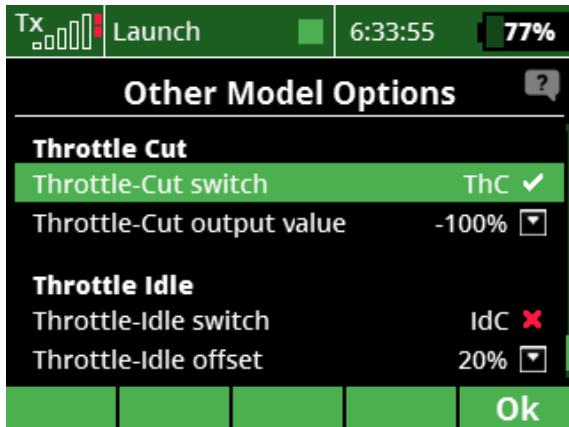 Tx Launch 6:33:55 77%
Other Model Options ?
Throttle Cut
Throttle-Cut switch ThC
Throttle-Cut output value -100%
Throttle Idle
Throttle-Idle switch IdC
Throttle-Idle offset 20%
Ok